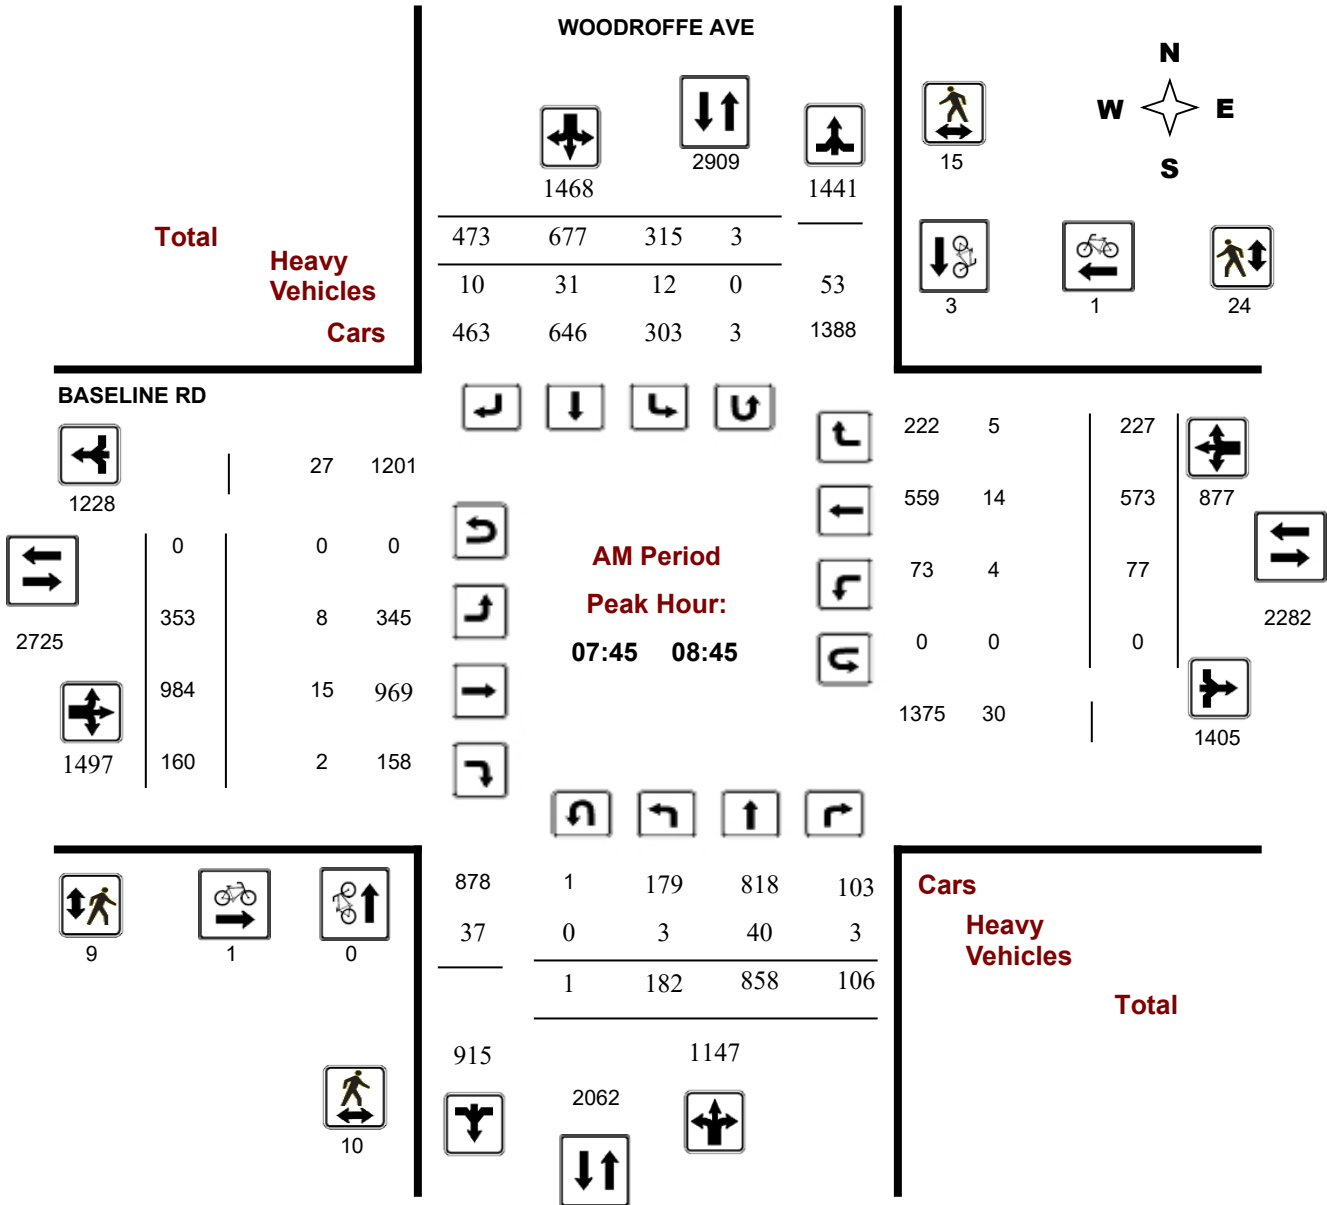 WOODROFFE AVE
N
W E
S
2909
15
1468 1441
Total 473 677 315 3
Heavy
Vehicles 10 31 12 0 53
3 1 24
Cars 463 646 303 3 1388
BASELINE RD
222 5 227
27 1201
1228 559 14 573 877
0 0 0
AM Period
73 4 77
Peak Hour:
353 8 345
2725 2282
07:45 08:45
0 0 0
984 15 969
1375 30
1405
1497 160 2 158
878 1 179 818 103 Cars
37 0 3 40 3 Heavy
Vehicles
9 1 0
1 182 858 106
Total
915 1147
2062
10